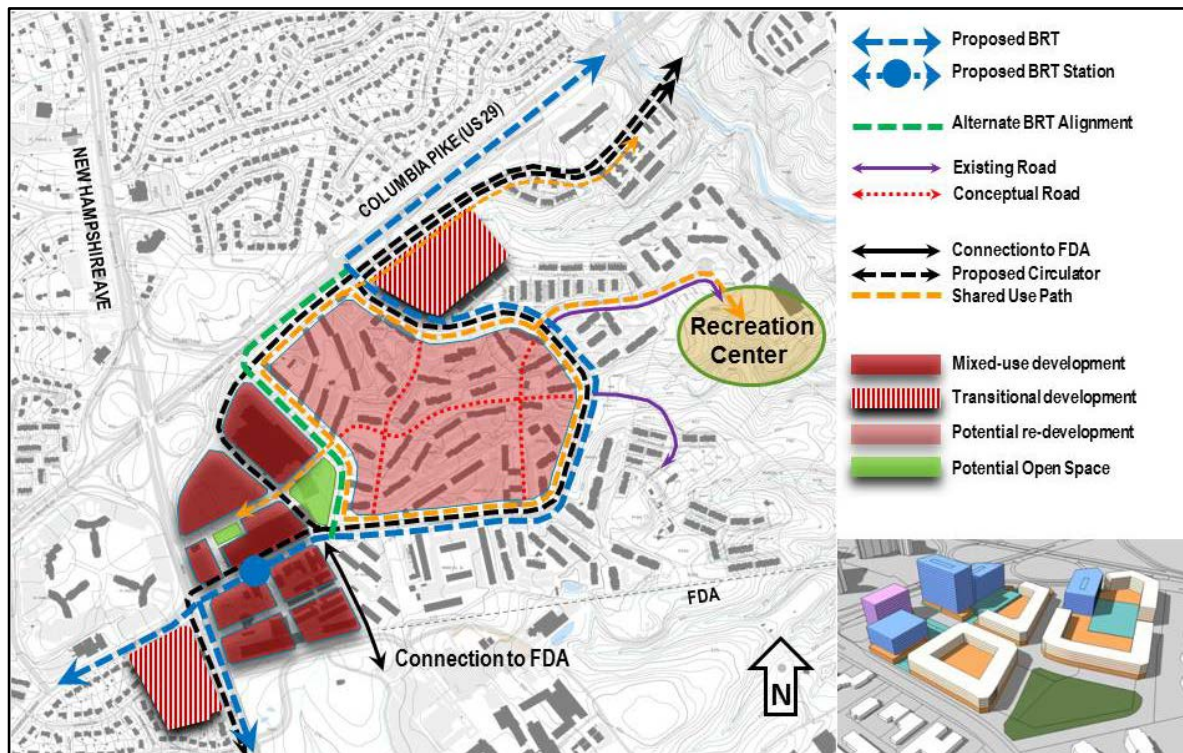 NEW HAMPSHIRE AVE
COLUMBIA PIKE (US 29)
Recreation
Center
FDA
Connection to FDA
N
Proposed BRT
Proposed BRT Station
Alternate BRT Alignment
Existing Road
Conceptual Road
Connection to FDA
Proposed Circulator
Shared Use Path
Mixed-use development
Transitional development
Potential re-development
Potential Open Space